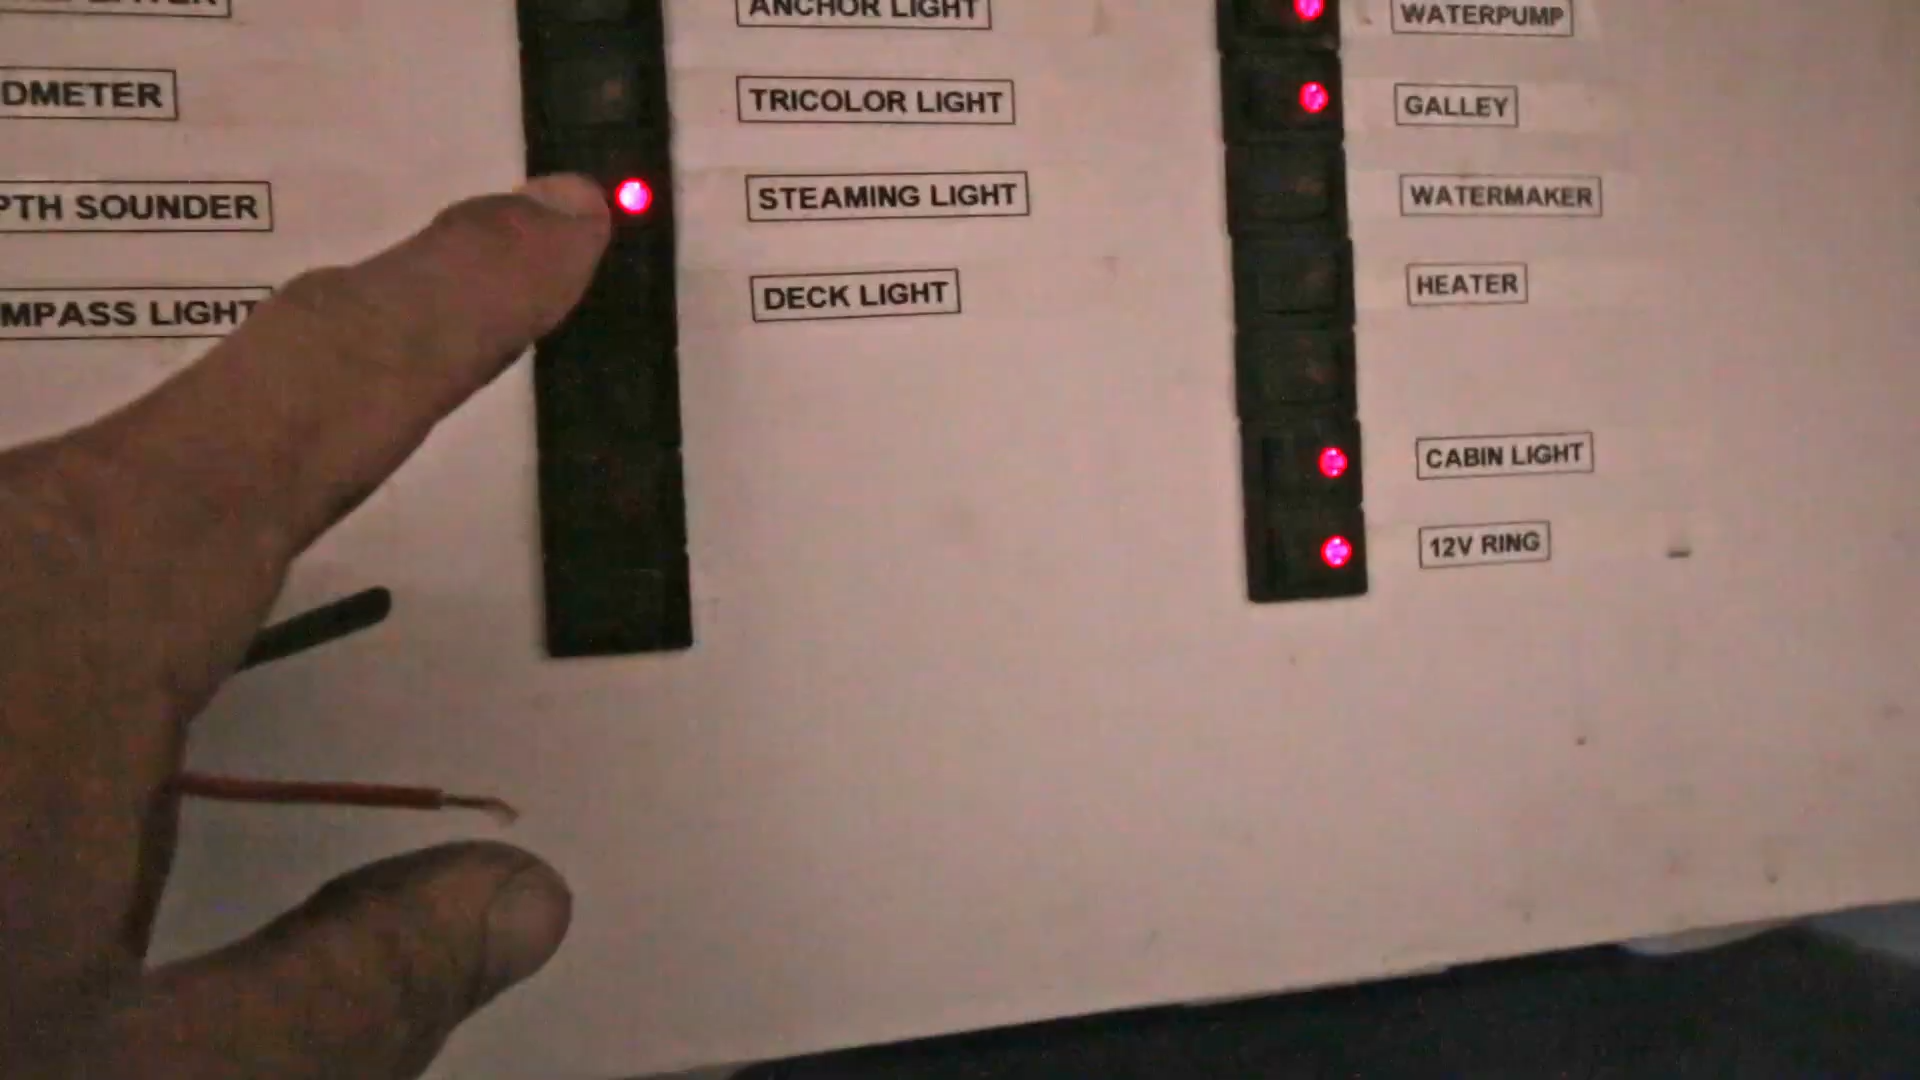 ANCHOR LIGHT
WATERPUMP
DMETER
TRICOLOR LIGHT
GALLEY
PTH SOUNDER
STEAMING LIGHT
WATERMAKER
MPASS LIGHT
DECK LIGHT
HEATER
CABIN LIGHT
12V RING